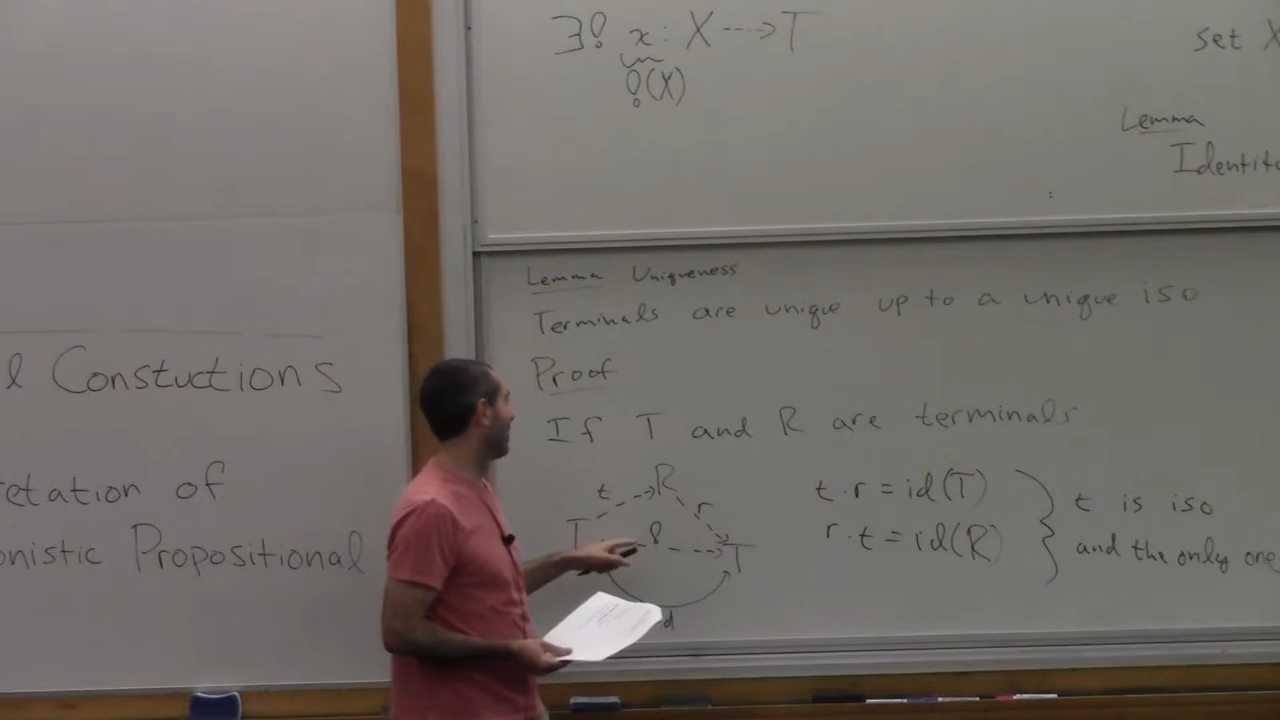 l Constuctions
retation of
onistic Propositional
∃! x : X ⇢ T
!(X)
set X
Lemma
Identit
Lemma Uniqueness
Terminals are unique up to a unique iso
Proof
If T and R are terminals
t R r
T ! T
d
t · r = id(T)
r · t = id(R)
t is iso
and the only one